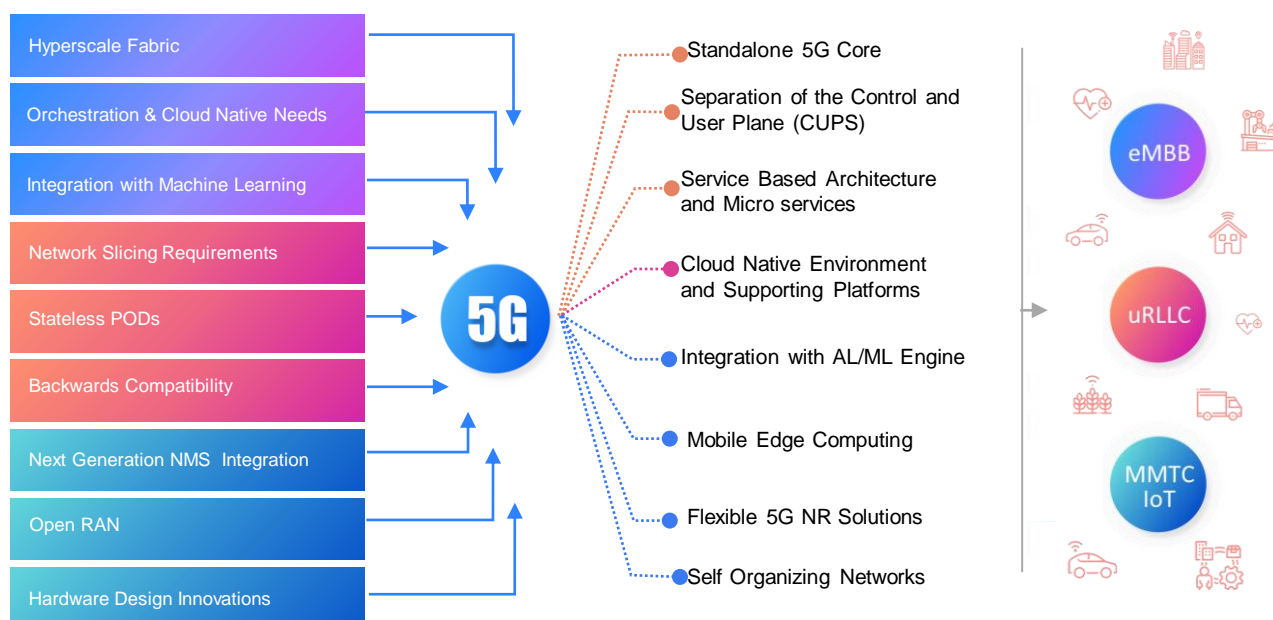 Hyperscale Fabric
Orchestration & Cloud Native Needs
Integration with Machine Learning
Network Slicing Requirements
Stateless PODs
Backwards Compatibility
Next Generation NMS Integration
Open RAN
Hardware Design Innovations
5G
Standalone 5G Core
Separation of the Control and
User Plane (CUPS)
Service Based Architecture
and Micro services
Cloud Native Environment
and Supporting Platforms
Integration with AL/ML Engine
Mobile Edge Computing
Flexible 5G NR Solutions
Self Organizing Networks
eMBB
uRLLC
MMTC
IoT